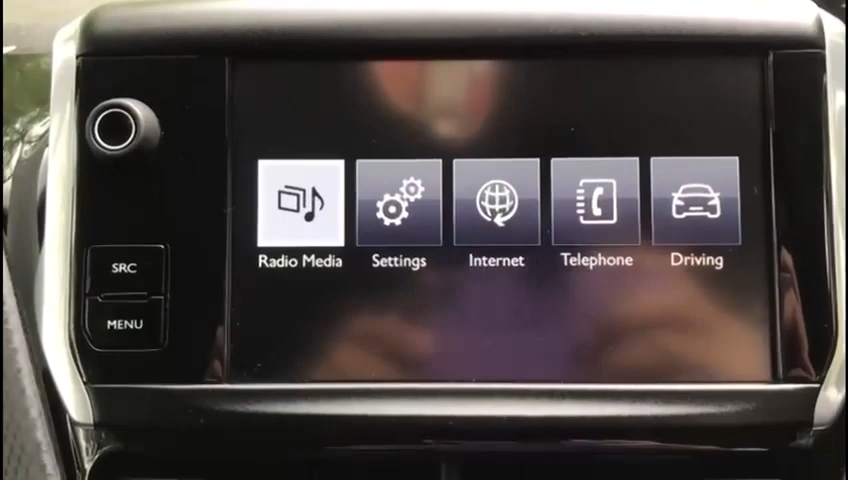 SRC
MENU
Radio Media
Settings
Internet
Telephone
Driving